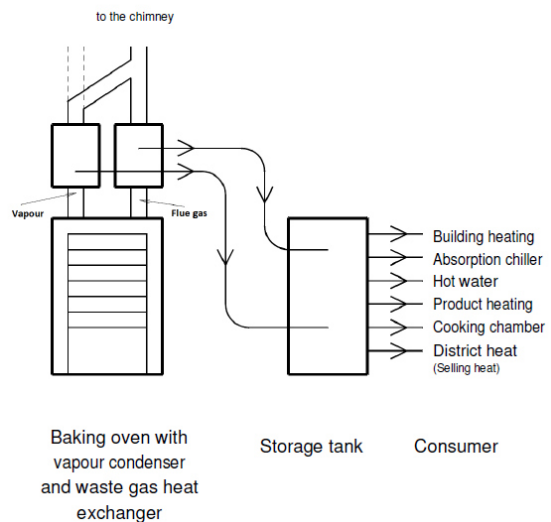 to the chimney
Vapour
Flue gas
Building heating
Absorption chiller
Hot water
Product heating
Cooking chamber
District heat
(Selling heat)
Baking oven with
vapour condenser
and waste gas heat
exchanger
Storage tank
Consumer